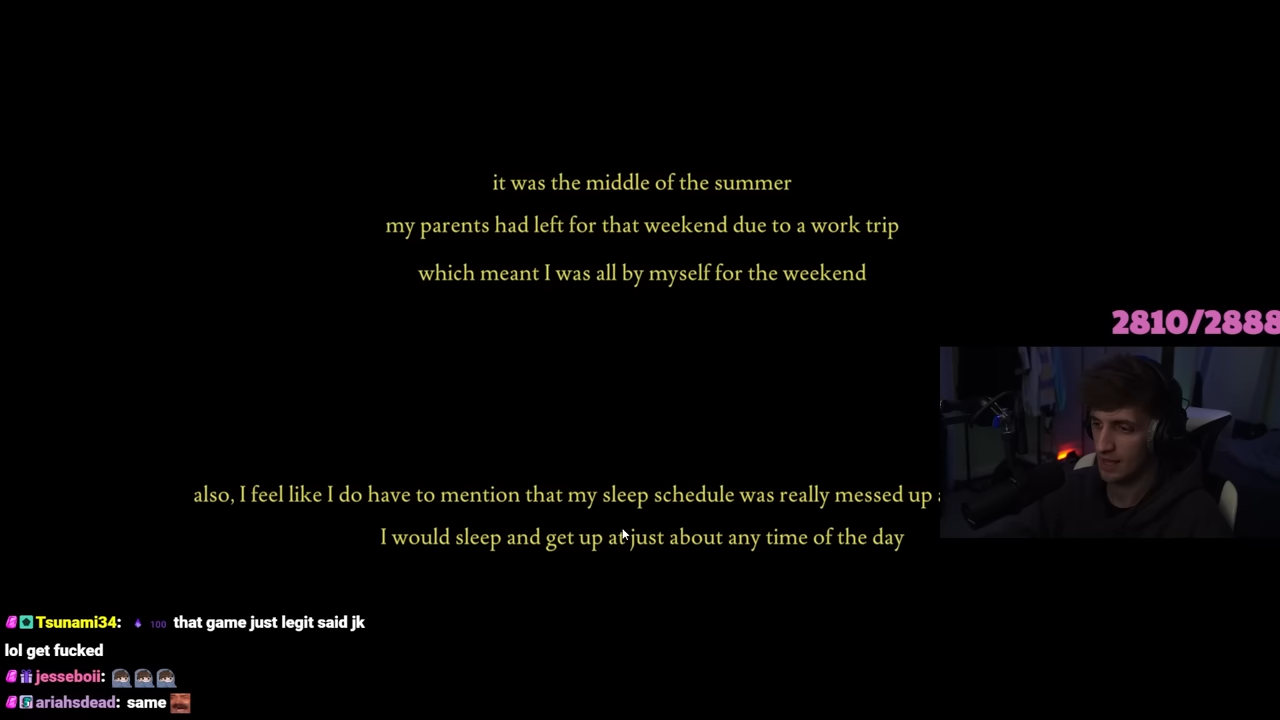 it was the middle of the summer
my parents had left for that weekend due to a work trip
which meant I was all by myself for the weekend
2810/2888
also, I feel like I do have to mention that my sleep schedule was really messed up
I would sleep and get up at just about any time of the day
Tsunami34: 100 that game just legit said jk
lol get fucked
jesseboii:
ariahsdead: same